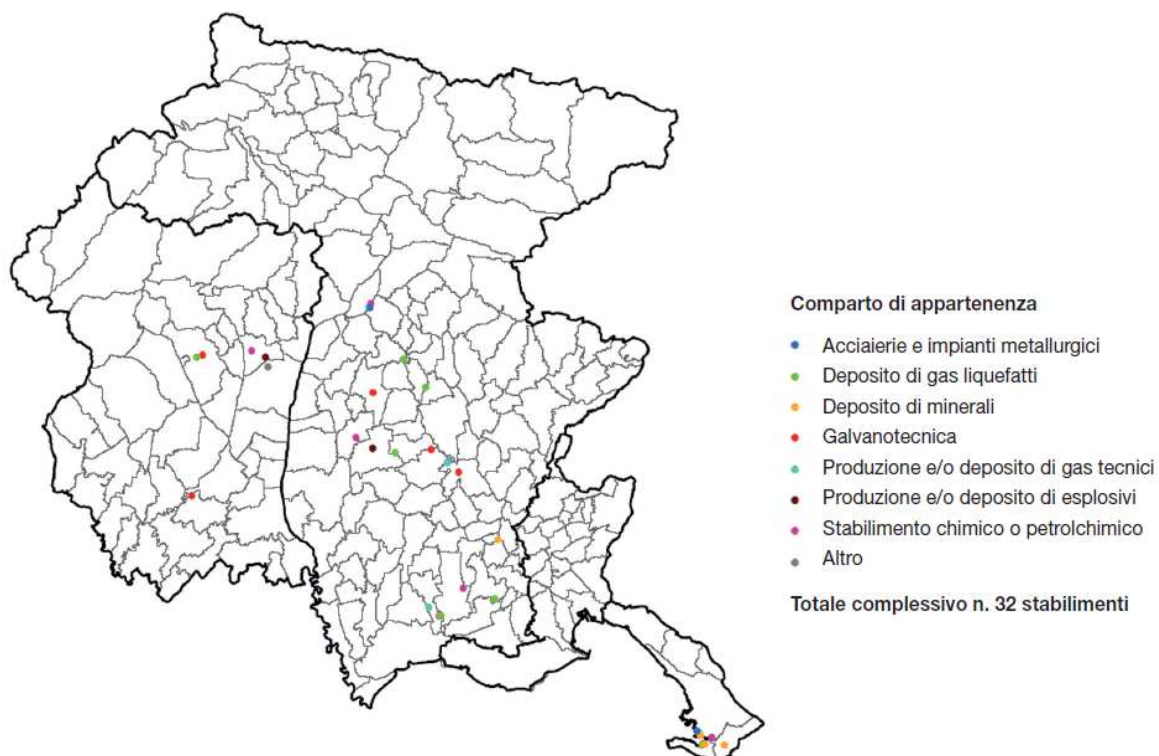 Comparto di appartenenza
Acciaierie e impianti metallurgici
Deposito di gas liquefatti
Deposito di minerali
Galvanotecnica
Produzione e/o deposito di gas tecnici
Produzione e/o deposito di esplosivi
Stabilimento chimico o petrolchimico
Altro
Totale complessivo n. 32 stabilimenti